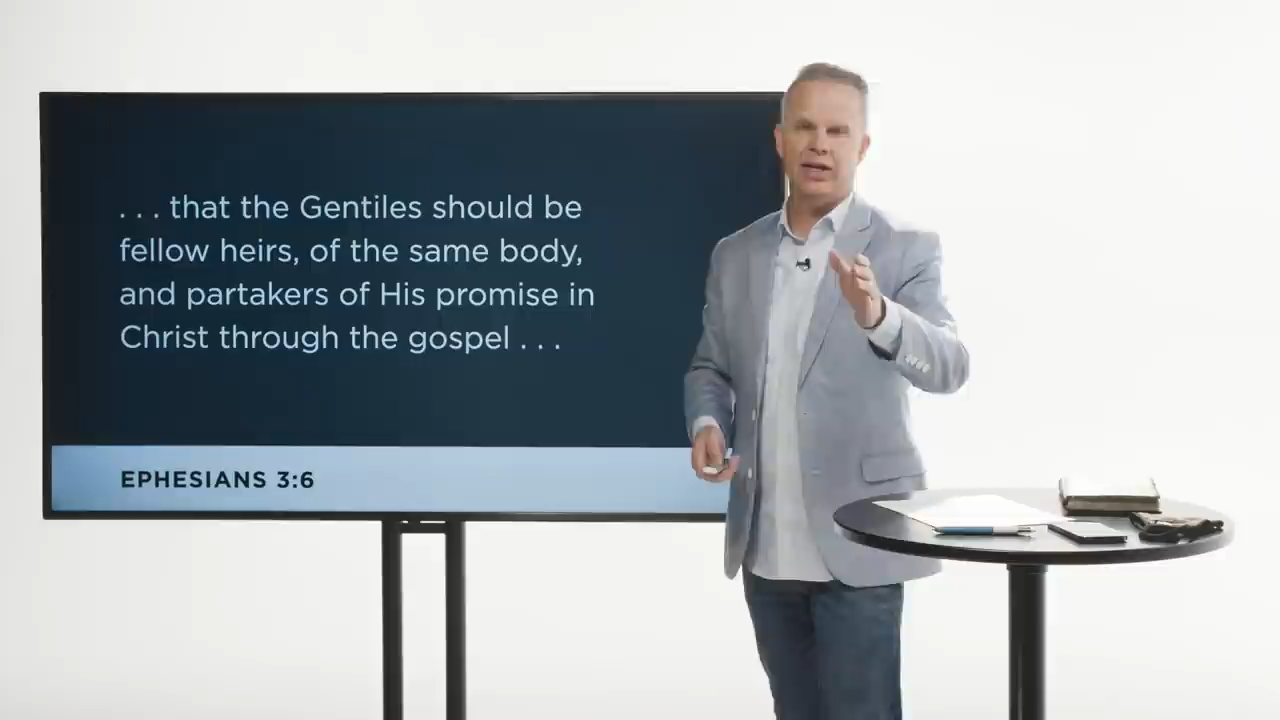 . . . that the Gentiles should be
fellow heirs, of the same body,
and partakers of His promise in
Christ through the gospel . . .
EPHESIANS 3:6